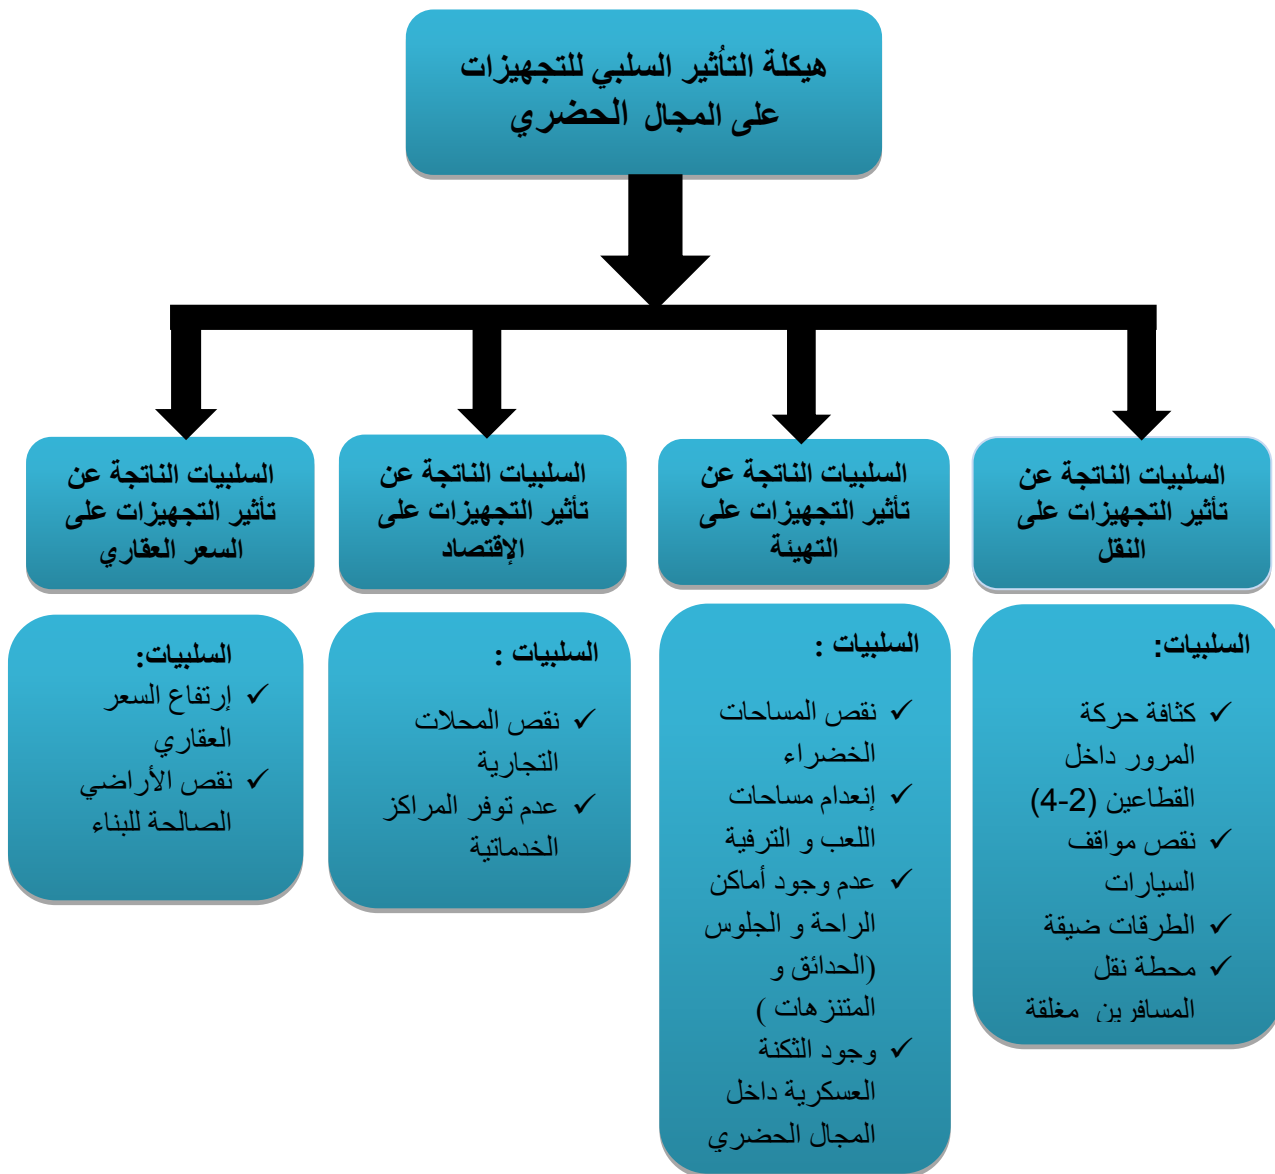 هيكلة التأثير السلبي للتجهيزات
على المجال الحضري
السلبيات الناتجة عن
تأثير التجهيزات على
النقل
السلبيات الناتجة عن
تأثير التجهيزات على
التهيئة
السلبيات الناتجة عن
تأثير التجهيزات على
الإقتصاد
السلبيات الناتجة عن
تأثير التجهيزات على
السعر العقاري
السلبيات:
✓ كثافة حركة
المرور داخل
القطاعين (2-4)
✓ نقص مواقف
السيارات
✓ الطرقات ضيقة
✓ محطة نقل
المسافرين مغلقة
السلبيات :
✓ نقص المساحات
الخضراء
✓ إنعدام مساحات
اللعب و الترفية
✓ عدم وجود أماكن
الراحة و الجلوس
(الحدائق و
المتنزهات )
✓ وجود الثكنة
العسكرية داخل
المجال الحضري
السلبيات :
✓ نقص المحلات
التجارية
✓ عدم توفر المراكز
الخدماتية
السلبيات:
✓ إرتفاع السعر
العقاري
✓ نقص الأراضي
الصالحة للبناء